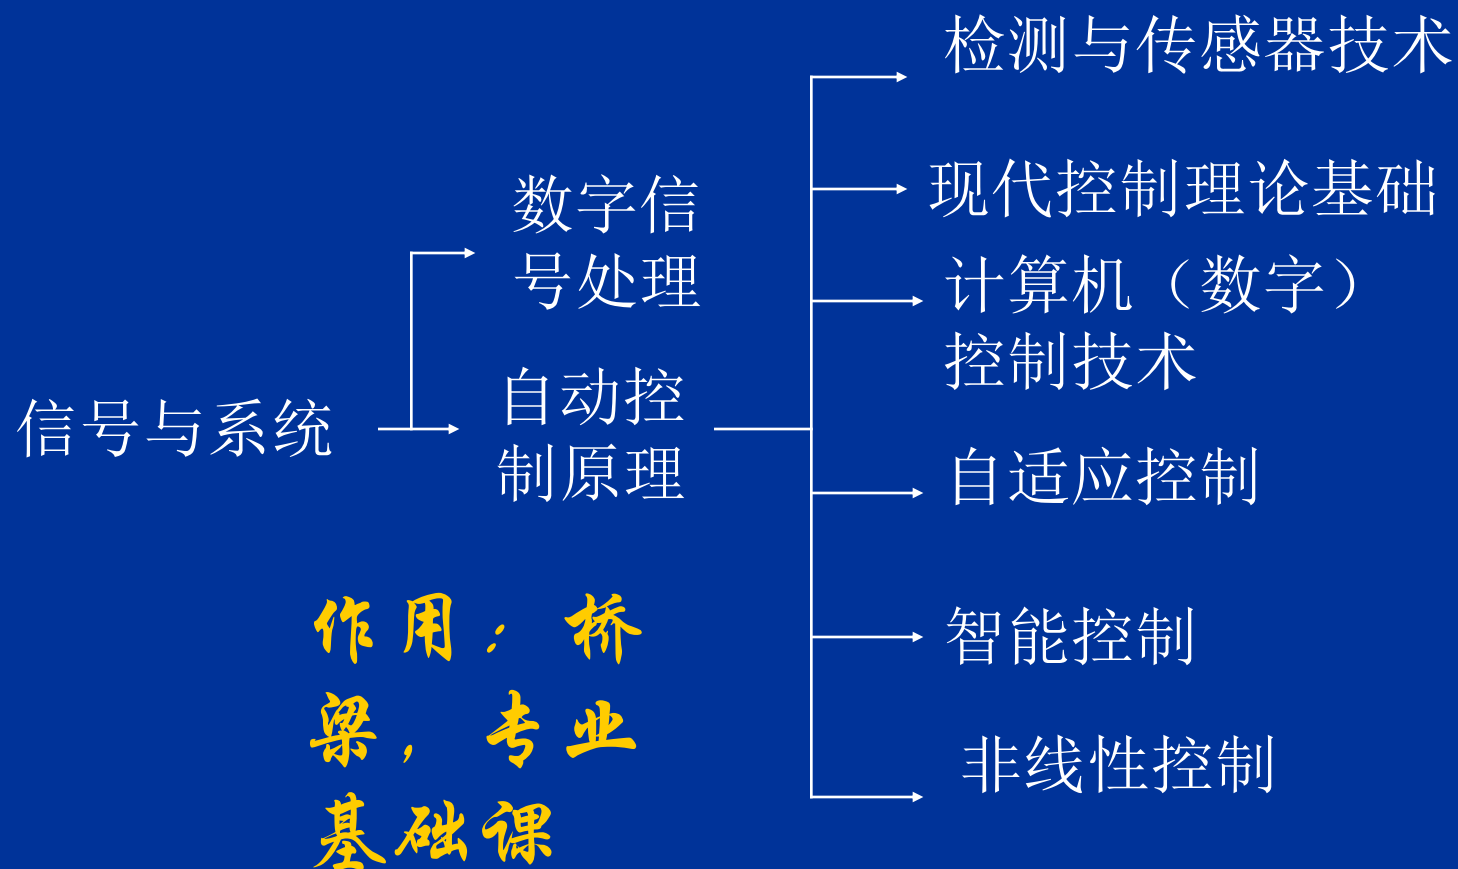 信号与系统
数字信
号处理
自动控
制原理
检测与传感器技术
现代控制理论基础
计算机（数字）
控制技术
自适应控制
智能控制
非线性控制
作用：桥
梁，专业
基础课